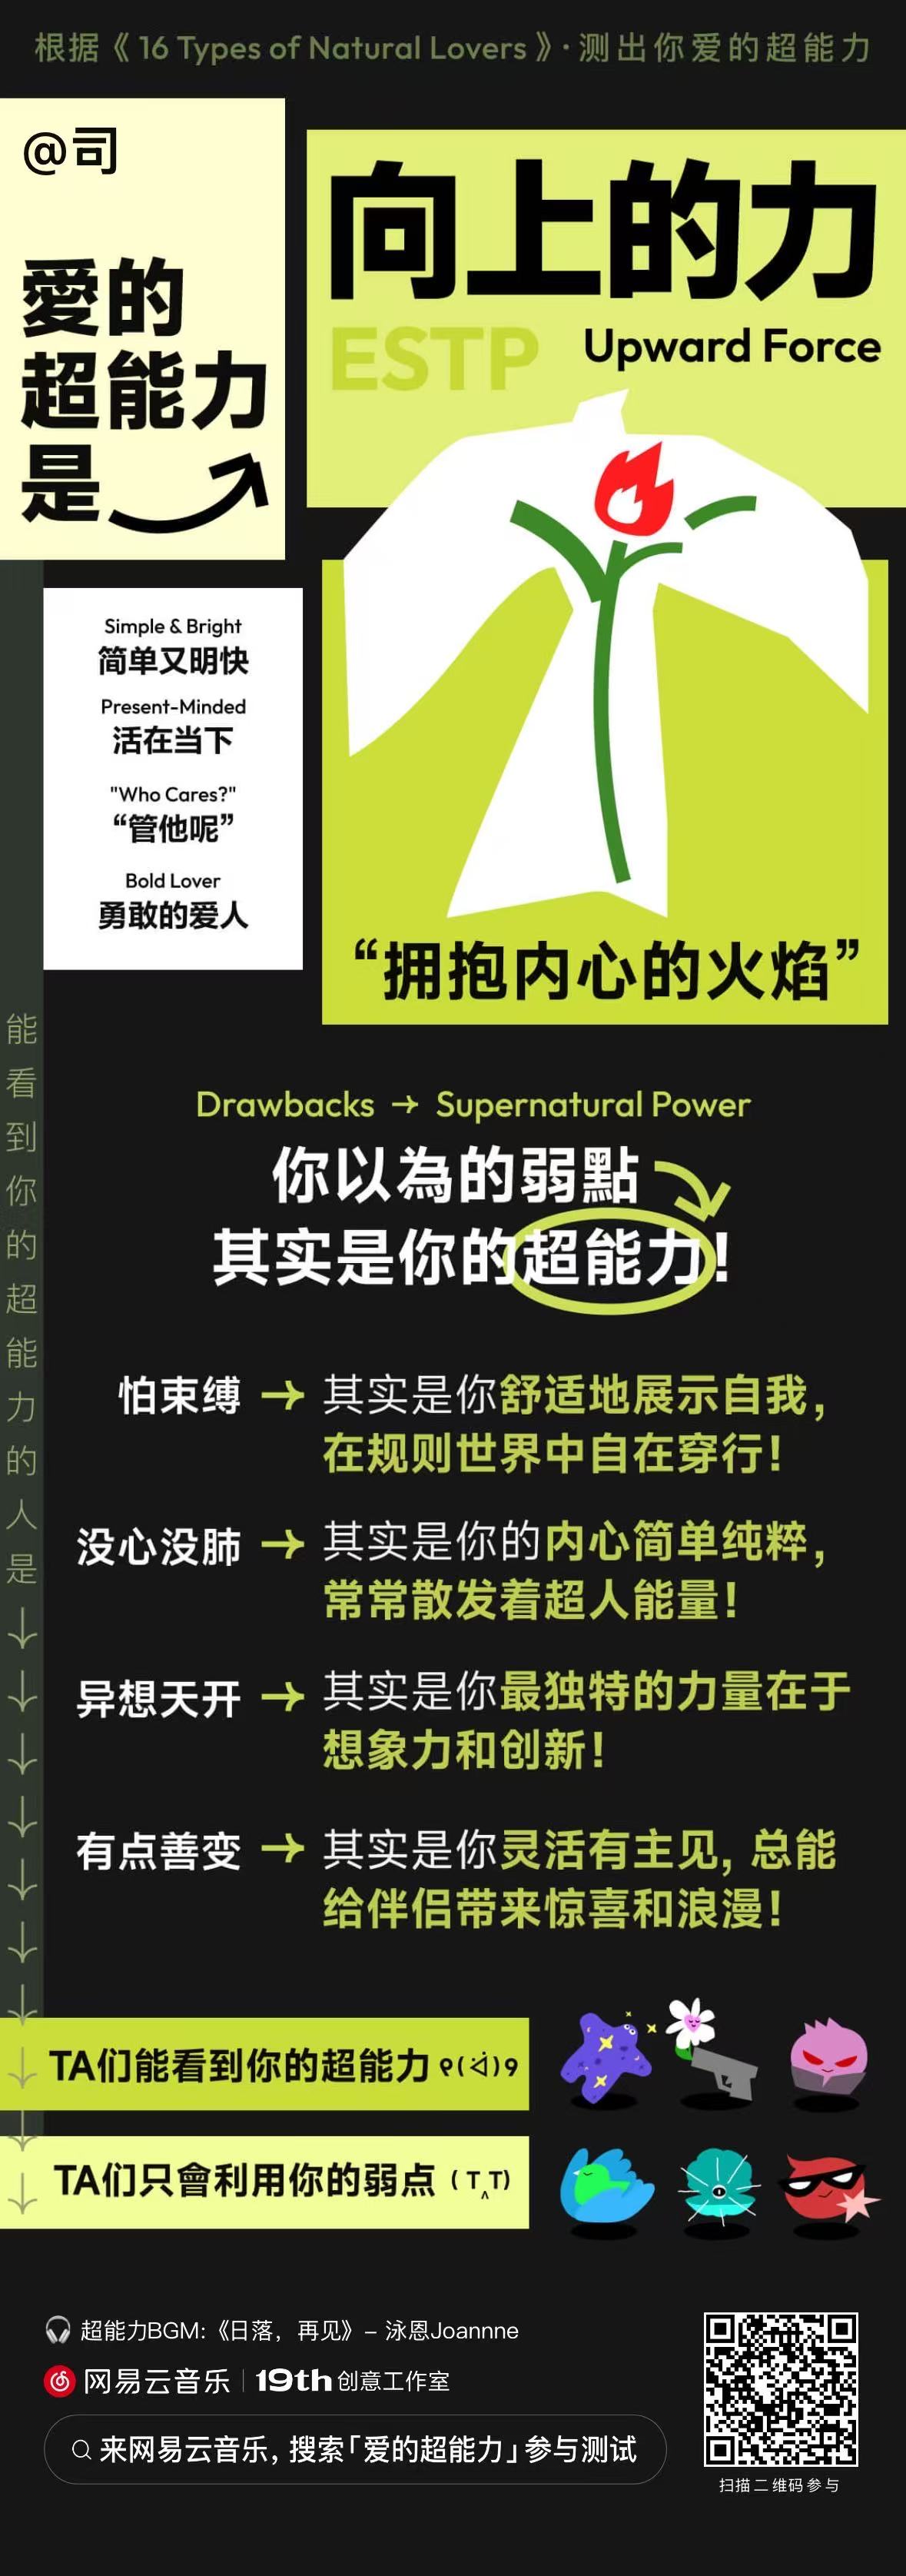 根据《16 Types of Natural Lovers》·测出你爱的超能力
@司
愛的
超能力
是
向上的力
ESTP
Upward Force
Simple & Bright
简单又明快
Present-Minded
活在当下
"Who Cares?"
“管他呢”
Bold Lover
勇敢的爱人
“拥抱内心的火焰”
Drawbacks → Supernatural Power
你以為的弱點
其实是你的超能力!
怕束缚 → 其实是你舒适地展示自我，
在规则世界中自在穿行！
没心没肺 → 其实是你的内心简单纯粹，
常常散发着超人能量！
异想天开 → 其实是你最独特的力量在于
想象力和创新！
有点善变 → 其实是你灵活有主见，总能
给伴侣带来惊喜和浪漫！
能看到你的超能力的人是
TA们能看到你的超能力 ୧(ᐛ)୨
TA们只會利用你的弱点 (T^T)
超能力BGM:《日落，再见》- 泳恩Joannne
网易云音乐 | 19th 创意工作室
来网易云音乐，搜索「爱的超能力」参与测试
扫描二维码参与